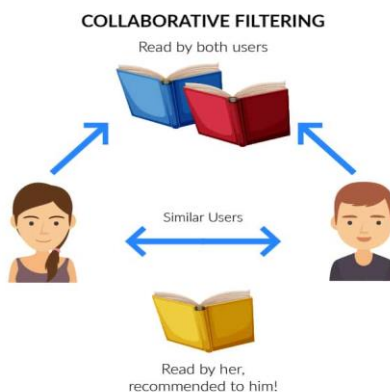 COLLABORATIVE FILTERING
Read by both users
Similar Users
Read by her,
recommended to him!